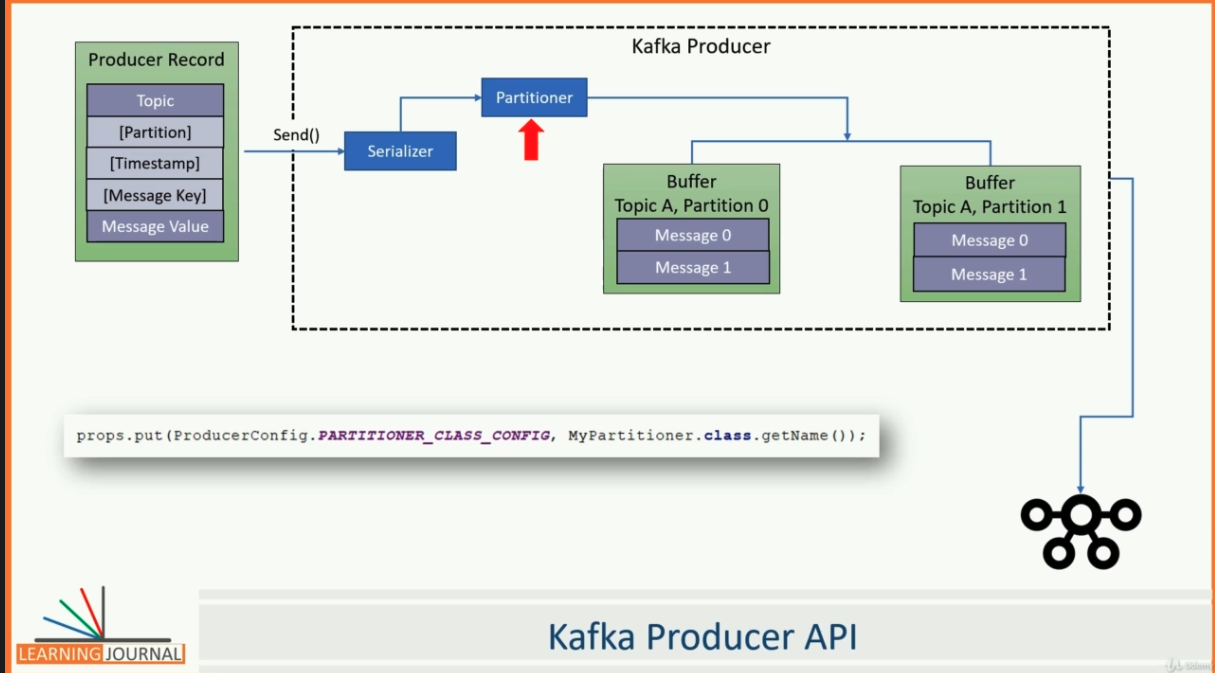 Kafka Producer
Producer Record
Topic
[Partition]
[Timestamp]
[Message Key]
Message Value
Send()
Serializer
Partitioner
Buffer
Topic A, Partition 0
Message 0
Message 1
Buffer
Topic A, Partition 1
Message 0
Message 1
props.put(ProducerConfig.PARTITIONER_CLASS_CONFIG, MyPartitioner.class.getName());
LEARNING JOURNAL
Kafka Producer API
Udemy